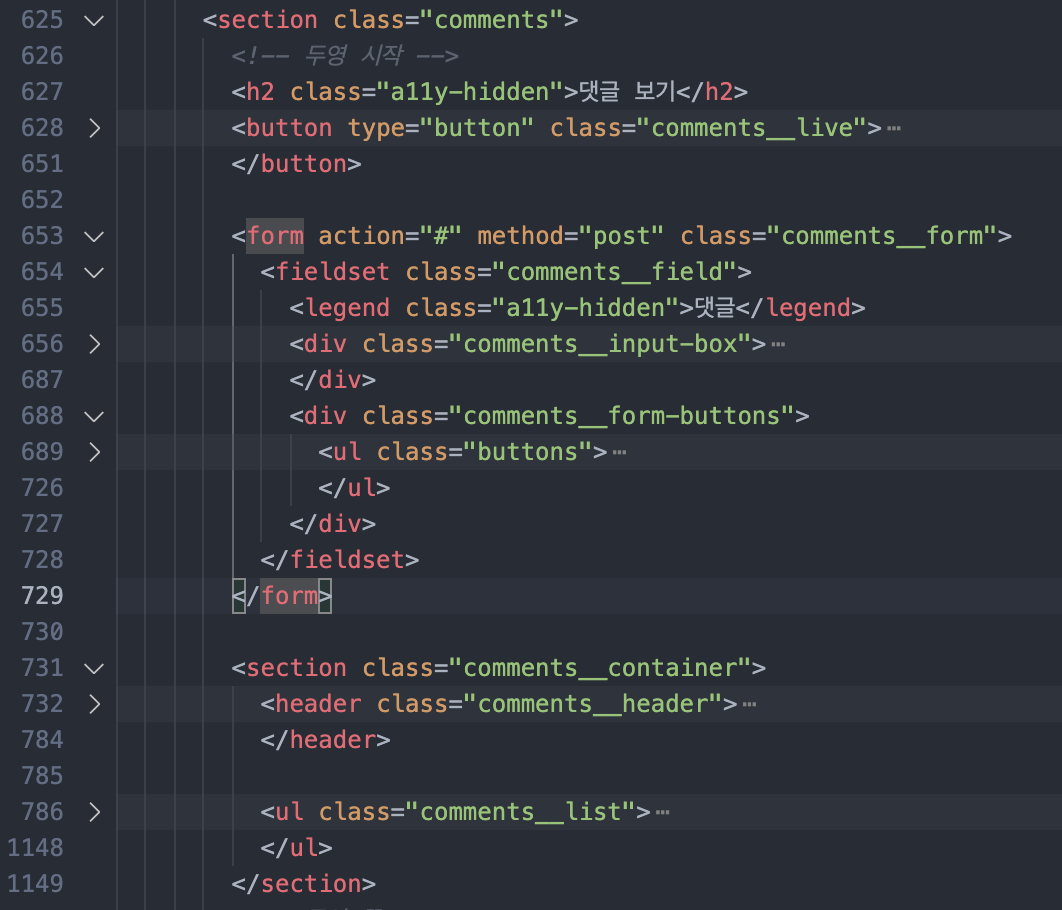 625 <section class="comments">
626 <!-- 두영 시작 -->
627 <h2 class="a11y-hidden">댓글 보기</h2>
628 <button type="button" class="comments__live">…
651 </button>
652
653 <form action="#" method="post" class="comments__form">
654 <fieldset class="comments__field">
655 <legend class="a11y-hidden">댓글</legend>
656 <div class="comments__input-box">…
687 </div>
688 <div class="comments__form-buttons">
689 <ul class="buttons">…
726 </ul>
727 </div>
728 </fieldset>
729 </form>
730
731 <section class="comments__container">
732 <header class="comments__header">…
784 </header>
785
786 <ul class="comments__list">…
1148 </ul>
1149 </section>